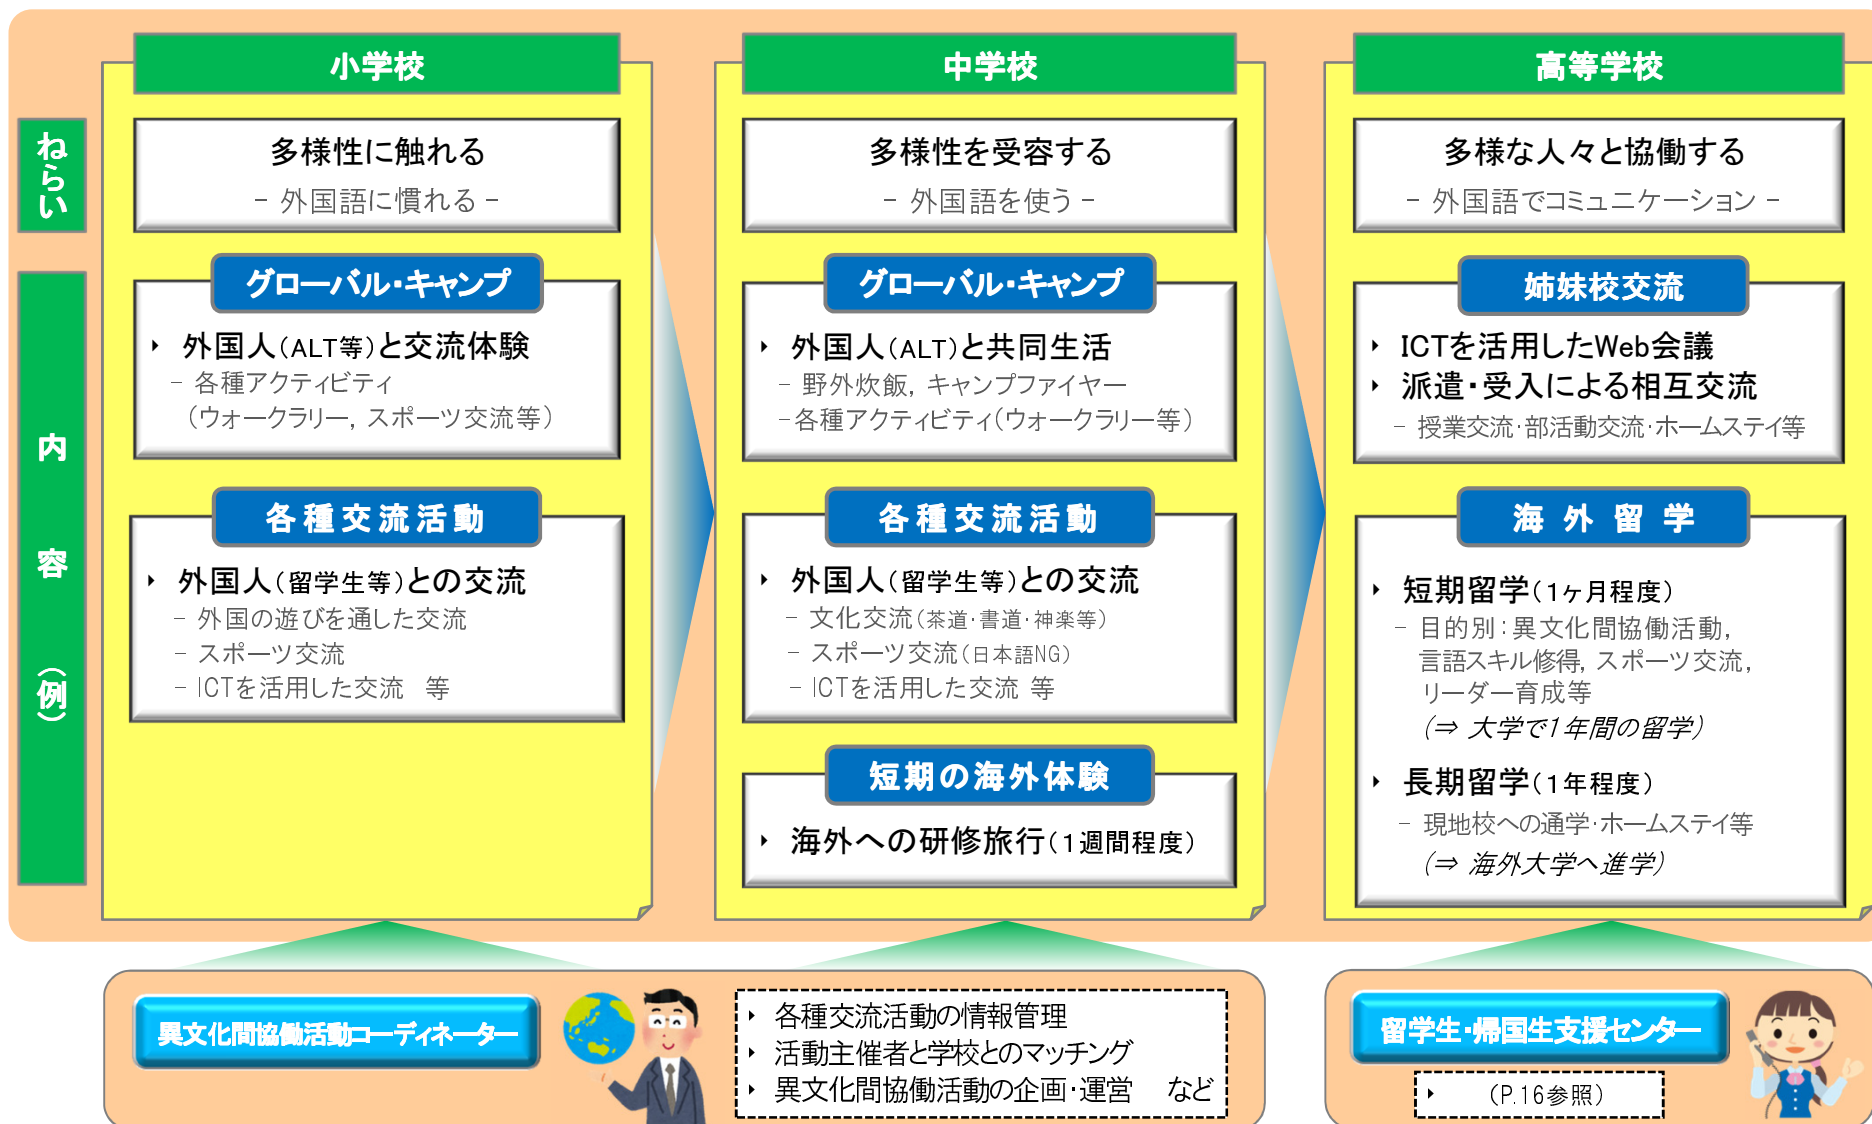 小学校
中学校
高等学校
ねらい
多様性に触れる
- 外国語に慣れる -
多様性を受容する
- 外国語を使う -
多様な人々と協働する
- 外国語でコミュニケーション -
内容(例)
グローバル・キャンプ
‣ 外国人(ALT等)と交流体験
- 各種アクティビティ
(ウォークラリー, スポーツ交流等)
各種交流活動
‣ 外国人(留学生等)との交流
- 外国の遊びを通した交流
- スポーツ交流
- ICTを活用した交流 等
グローバル・キャンプ
‣ 外国人(ALT)と共同生活
- 野外炊飯, キャンプファイヤー
-各種アクティビティ(ウォークラリー等)
各種交流活動
‣ 外国人(留学生等)との交流
- 文化交流(茶道・書道・神楽等)
- スポーツ交流(日本語NG)
- ICTを活用した交流 等
短期の海外体験
‣ 海外への研修旅行(1週間程度)
姉妹校交流
‣ ICTを活用したWeb会議
‣ 派遣・受入による相互交流
- 授業交流・部活動交流・ホームステイ等
海外留学
‣ 短期留学(1ヶ月程度)
- 目的別:異文化間協働活動,
言語スキル修得, スポーツ交流,
リーダー育成等
(⇒ 大学で1年間の留学)
‣ 長期留学(1年程度)
- 現地校への通学・ホームステイ等
(⇒ 海外大学へ進学)
異文化間協働活動コーディネーター
‣ 各種交流活動の情報管理
‣ 活動主催者と学校とのマッチング
‣ 異文化間協働活動の企画・運営 など
留学生・帰国生支援センター
‣ (P.16参照)